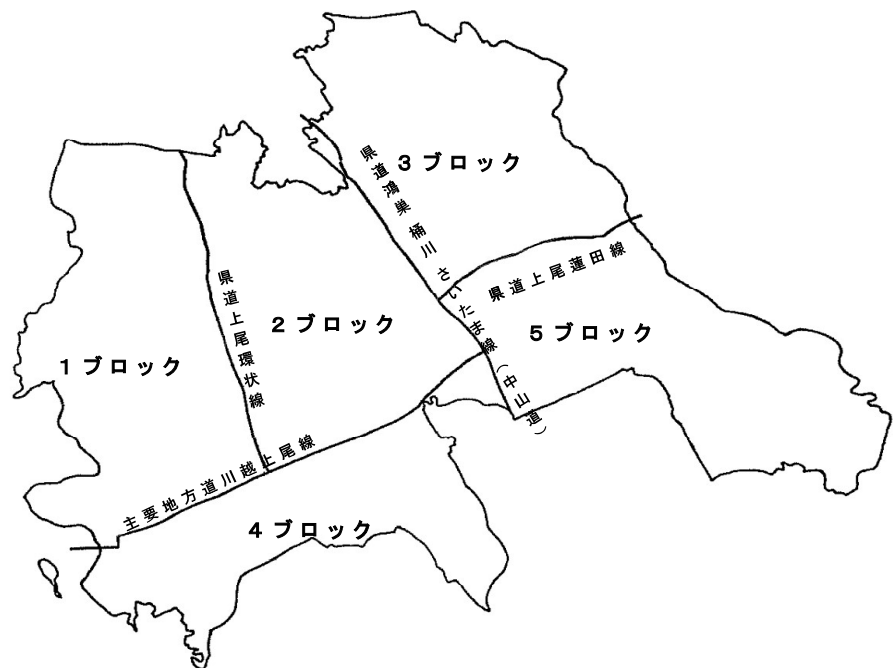 3 ブロック
県道鴻巣桶川さいたま線(中山道)
県道上尾蓮田線
県道上尾環状線
2 ブロック
5 ブロック
1 ブロック
主要地方道川越上尾線
4 ブロック